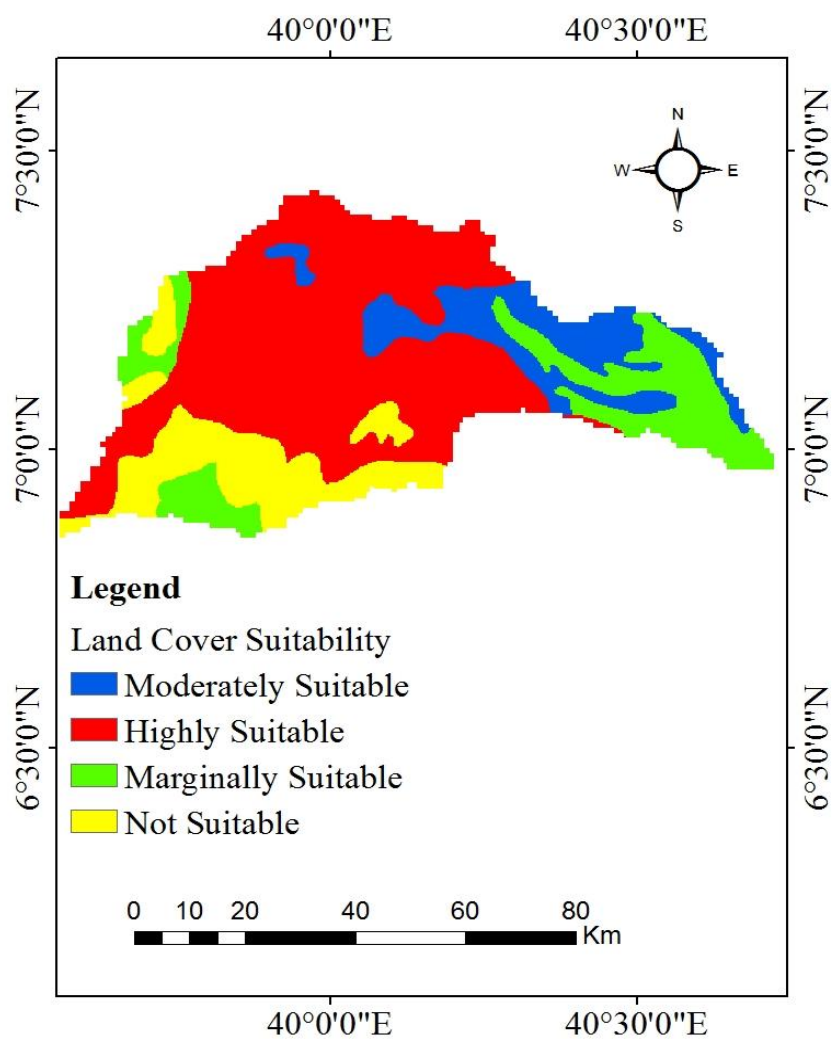 40°0'0"E 40°30'0"E
7°30'0"N 7°30'0"N
N
W E
S
7°0'0"N 7°0'0"N
Legend
Land Cover Suitability
Moderately Suitable
Highly Suitable
Marginally Suitable
Not Suitable
6°30'0"N 6°30'0"N
0 10 20 40 60 80
Km
40°0'0"E 40°30'0"E